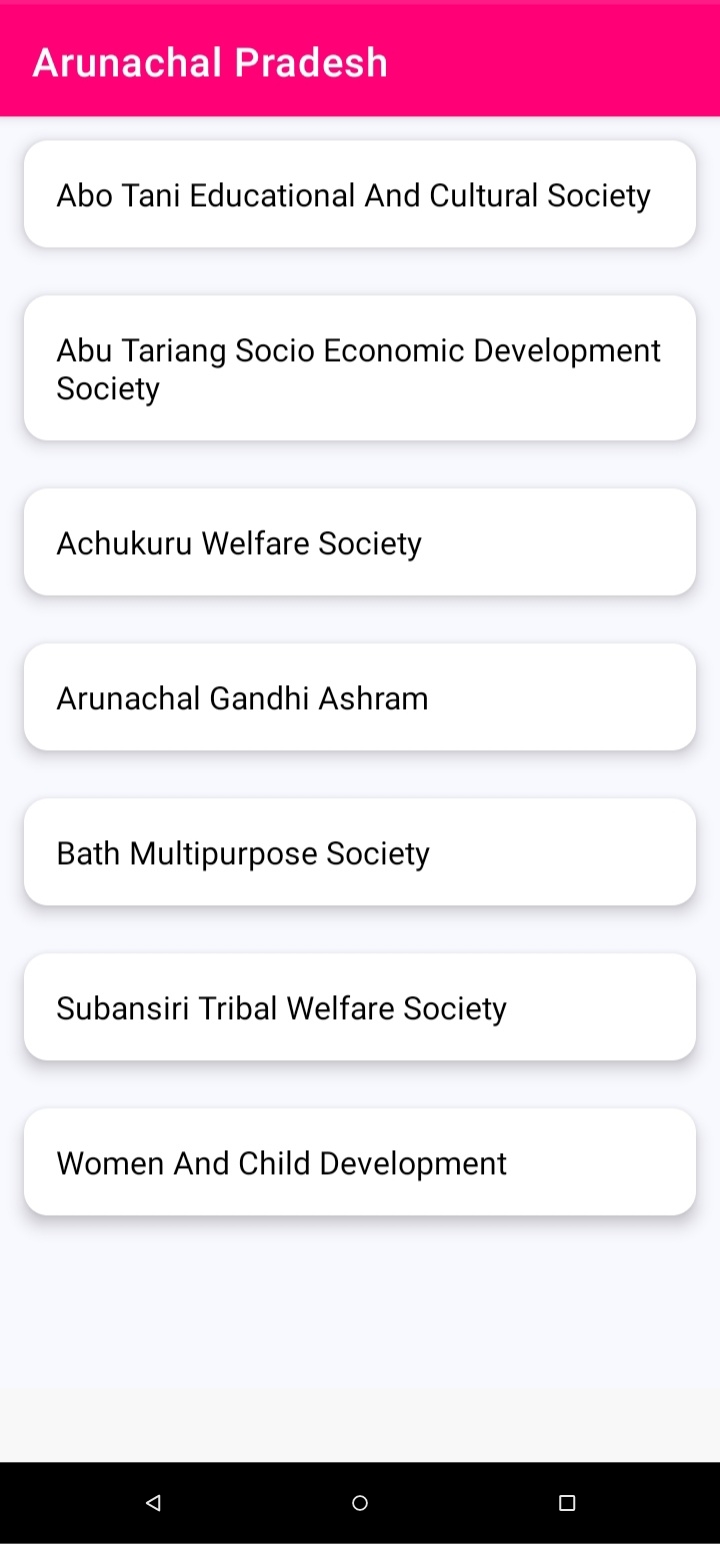 Arunachal Pradesh
Abo Tani Educational And Cultural Society
Abu Tariang Socio Economic Development
Society
Achukuru Welfare Society
Arunachal Gandhi Ashram
Bath Multipurpose Society
Subansiri Tribal Welfare Society
Women And Child Development